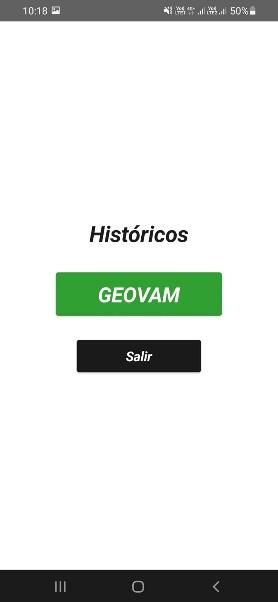 10:18 50%
Históricos
GEOVAM
Salir